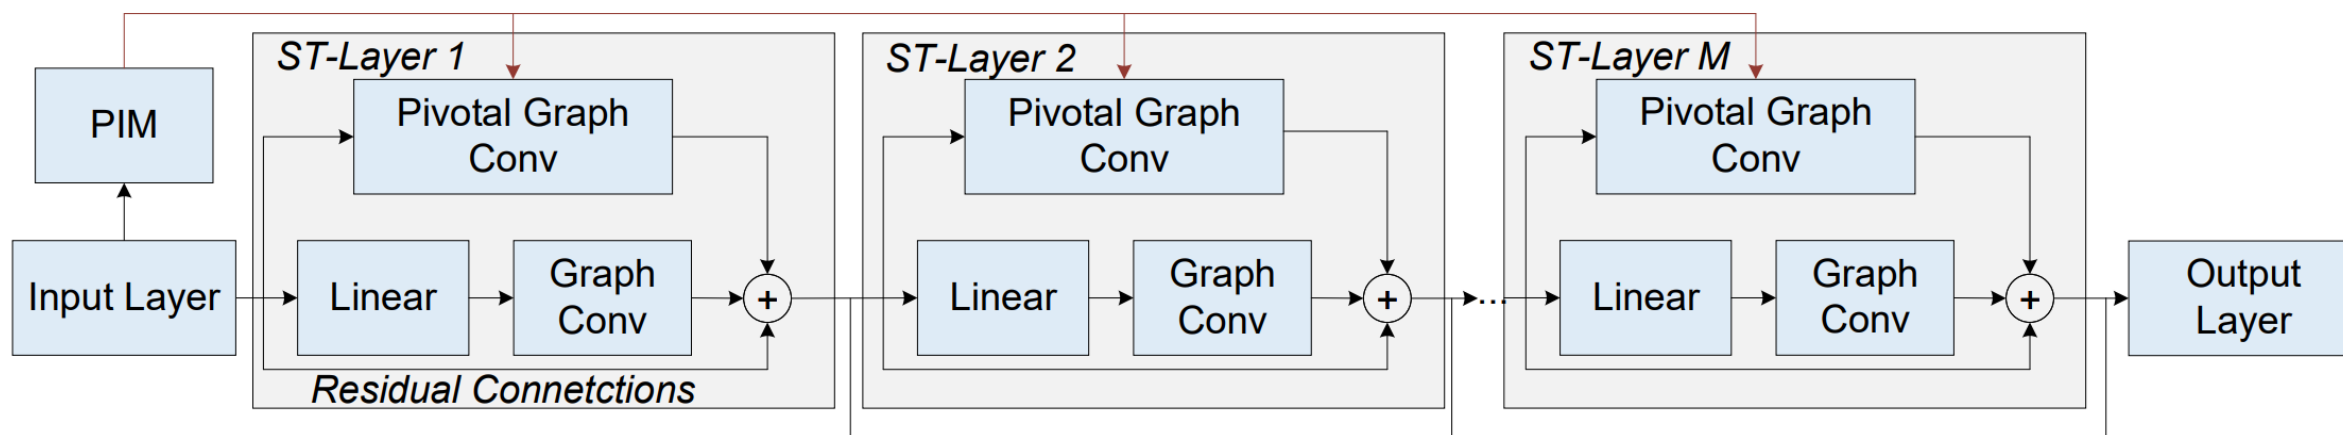 PIM
Input Layer
ST-Layer 1
Pivotal Graph
Conv
Linear
Graph
Conv
+
Residual Connetctions
ST-Layer 2
Pivotal Graph
Conv
Linear
Graph
Conv
+
...
ST-Layer M
Pivotal Graph
Conv
Linear
Graph
Conv
+
Output
Layer